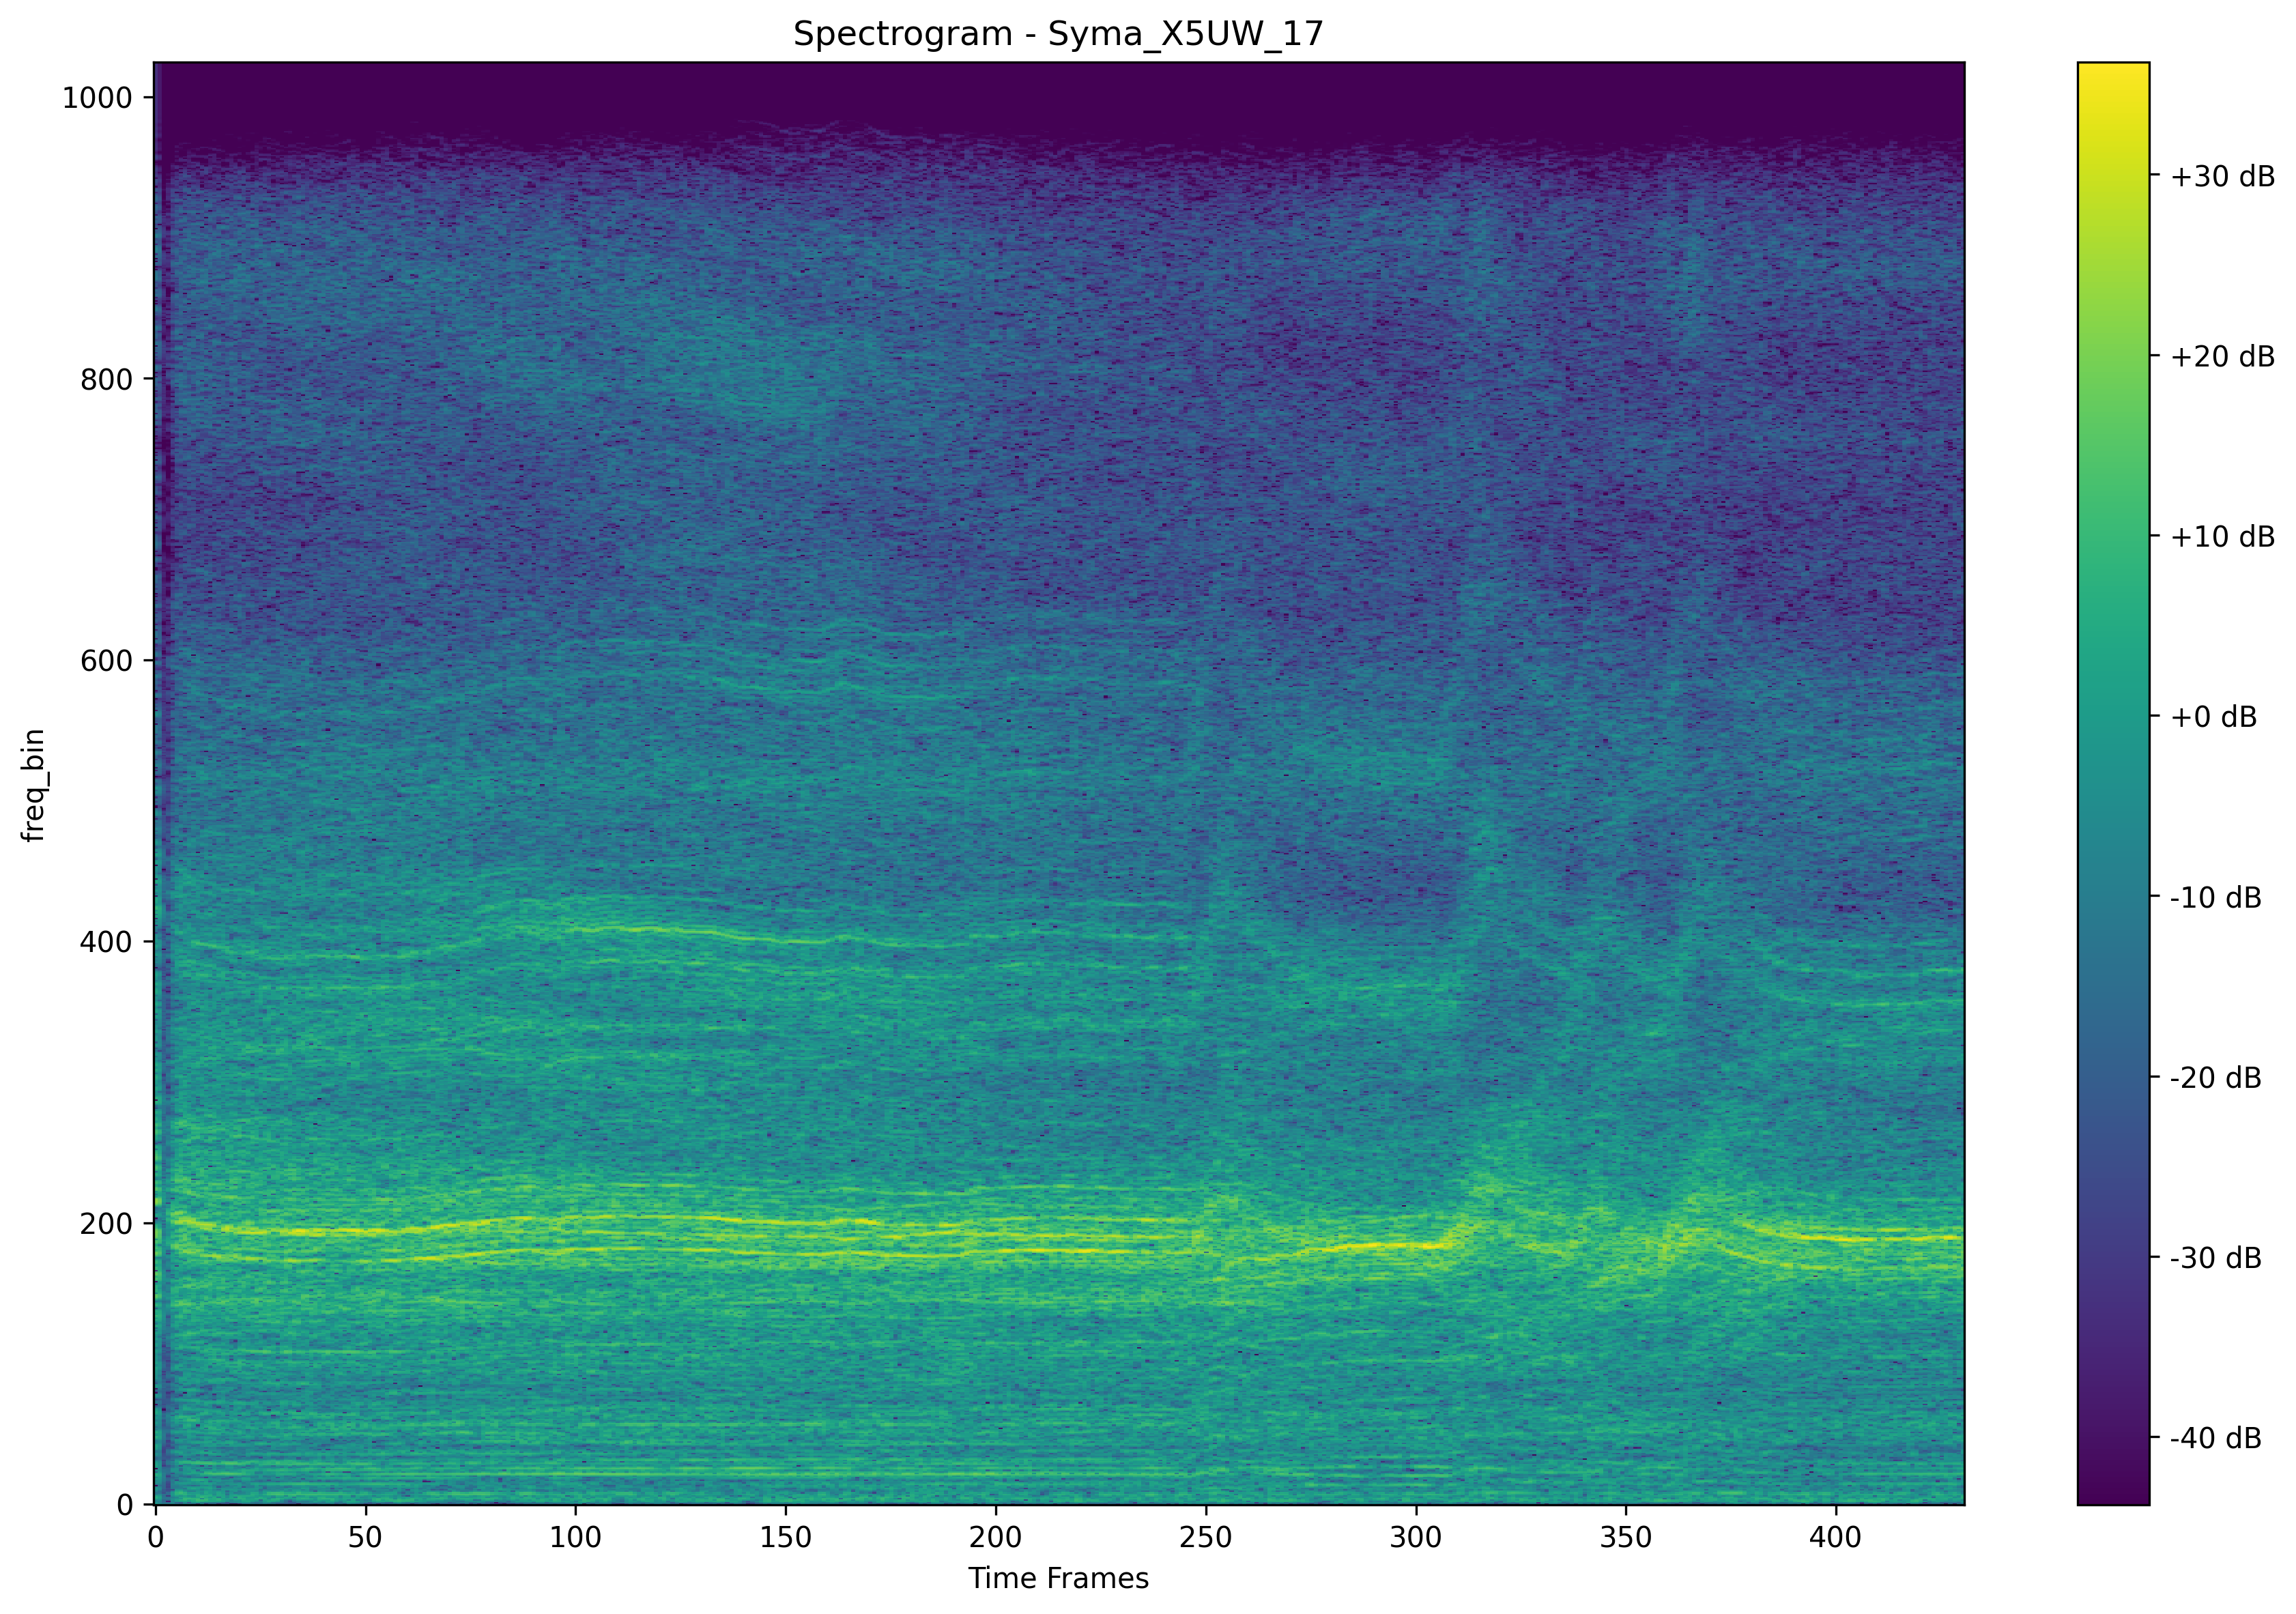 Spectrogram - Syma_X5UW_17
1000
800
600
400
200
0
freq_bin
0 50 100 150 200 250 300 350 400
Time Frames
+30 dB
+20 dB
+10 dB
+0 dB
-10 dB
-20 dB
-30 dB
-40 dB